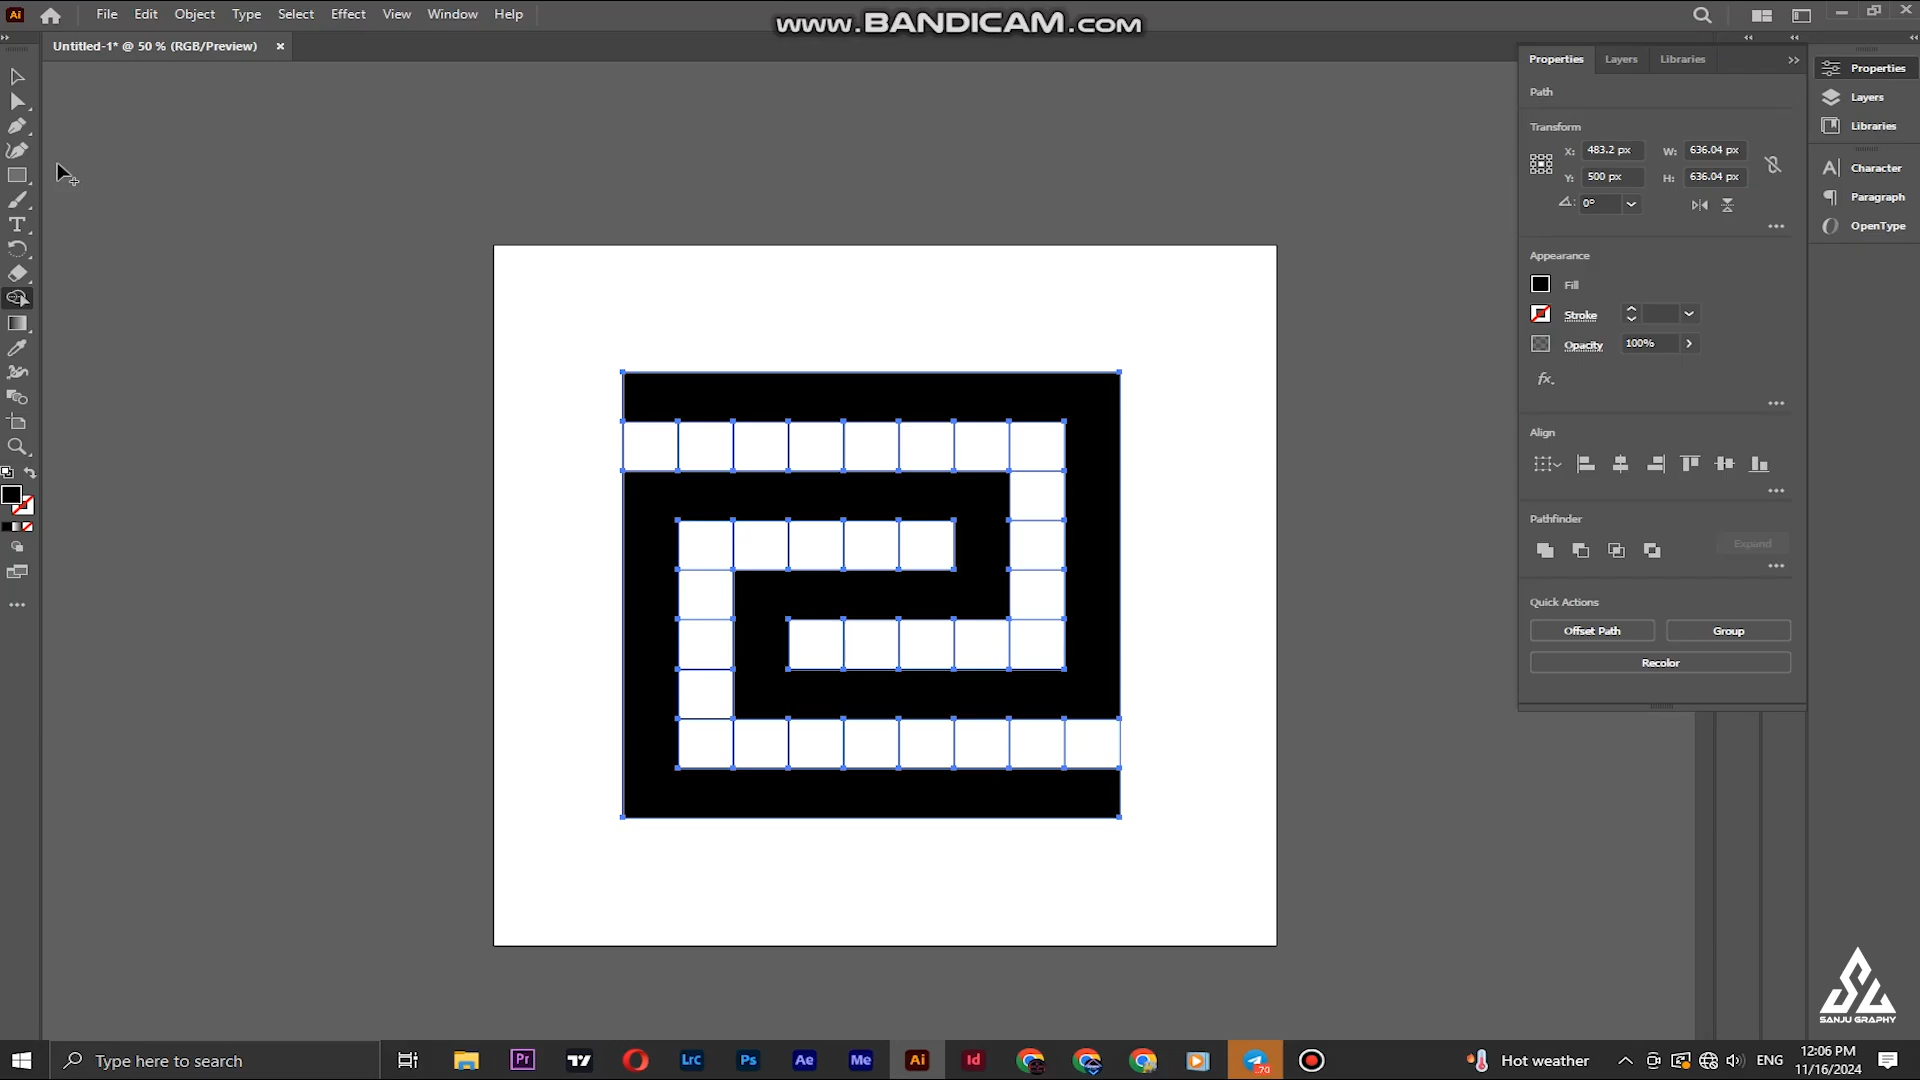 Ai
File Edit Object Type Select Effect View Window Help
www.BANDICAM.com
Untitled-1* @ 50 % (RGB/Preview) ×
Properties Layers Libraries
Path
Transform
X: 483.2 px W: 636.04 px
Y: 500 px H: 636.04 px
0°
Appearance
Fill
Stroke
Opacity 100%
fx.
Align
Pathfinder
Expand
Quick Actions
Offset Path Group
Recolor
Properties
Layers
Libraries
Character
Paragraph
OpenType
SANJU GRAPHY
Type here to search
Pr
LrC
Ps
Ae
Me
Ai
Id
70
Hot weather
ENG
12:06 PM
11/16/2024